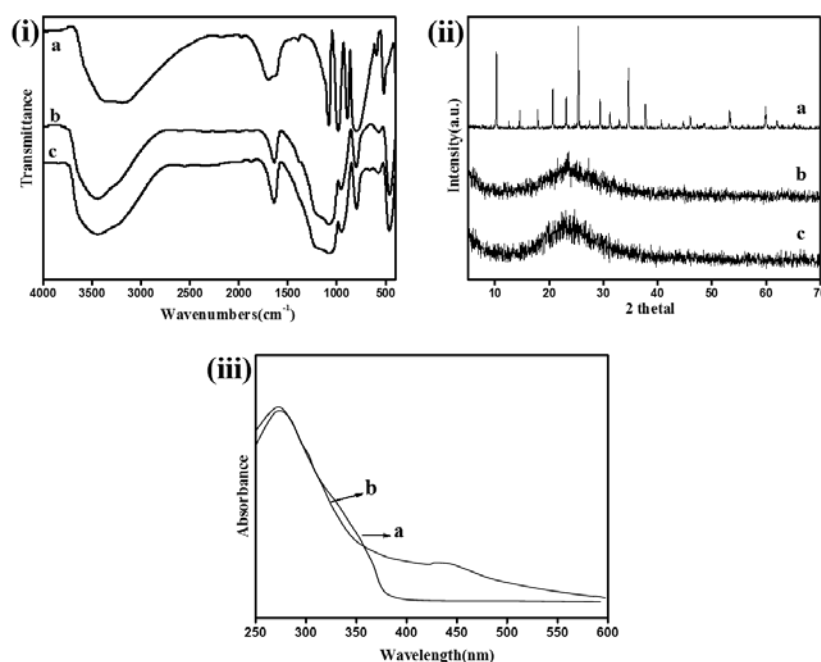 (i)
a
b
c
Transmittance
4000 3500 3000 2500 2000 1500 1000 500
Wavenumbers(cm⁻¹)
(ii)
a
b
c
Intensity(a.u.)
10 20 30 40 50 60 70
2 thetal
(iii)
b
a
Absorbance
250 300 350 400 450 500 550 600
Wavelength(nm)